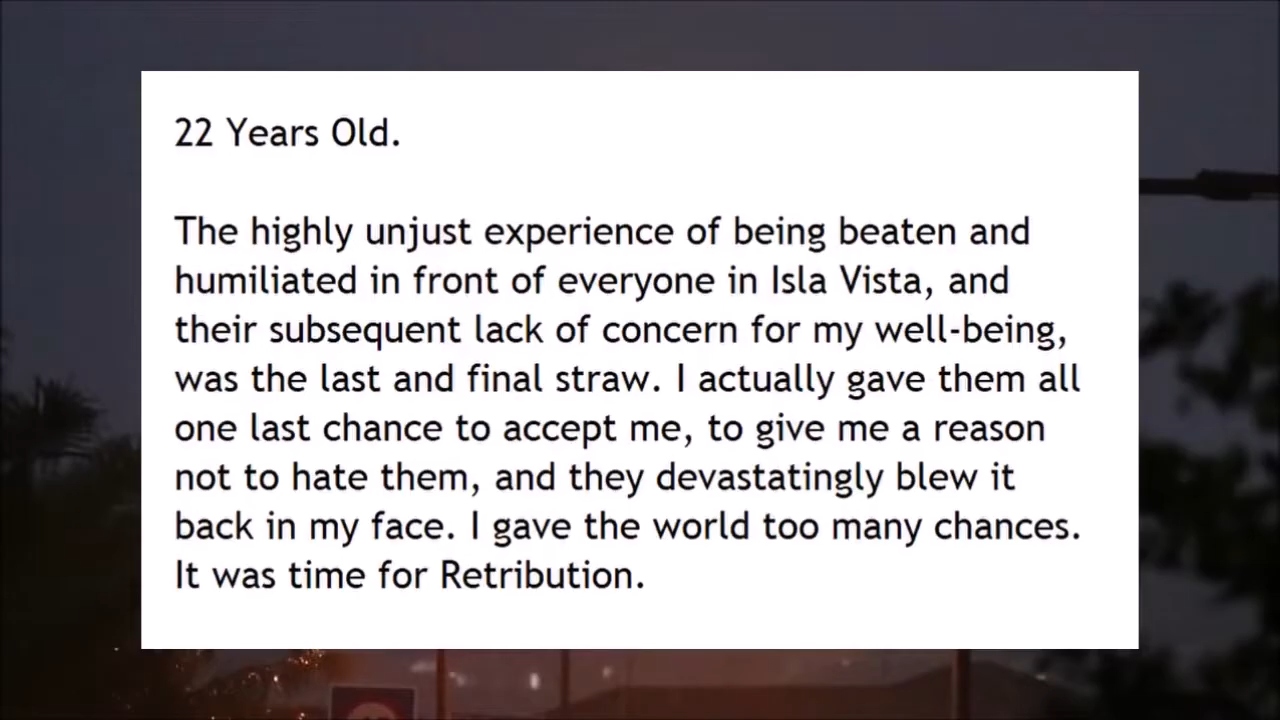 22 Years Old.
The highly unjust experience of being beaten and
humiliated in front of everyone in Isla Vista, and
their subsequent lack of concern for my well-being,
was the last and final straw. I actually gave them all
one last chance to accept me, to give me a reason
not to hate them, and they devastatingly blew it
back in my face. I gave the world too many chances.
It was time for Retribution.